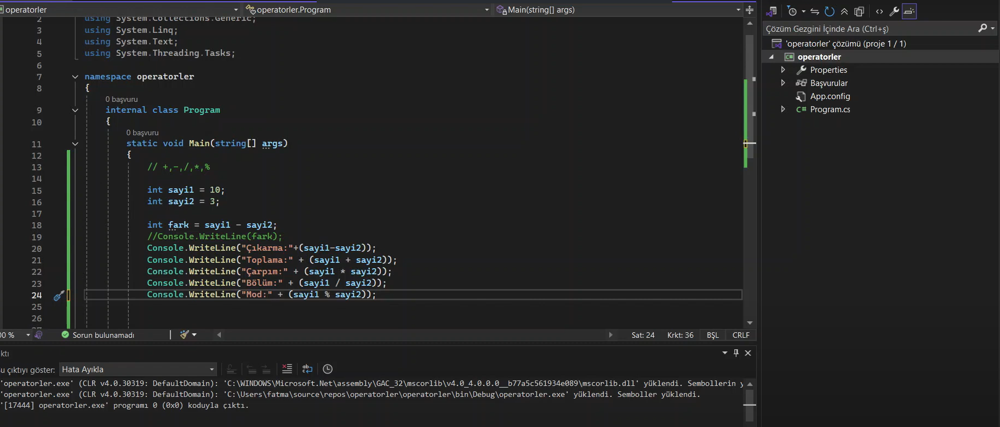 operatorler
operatorler.Program
Main(string[] args)
2 using System.Collections.Generic;
3 using System.Linq;
4 using System.Text;
5 using System.Threading.Tasks;
6
7 namespace operatorler
8 {
0 başvuru
9 internal class Program
10 {
0 başvuru
11 static void Main(string[] args)
12 {
13 // +,-,/,*,%
14
15 int sayi1 = 10;
16 int sayi2 = 3;
17
18 int fark = sayi1 - sayi2;
19 //Console.WriteLine(fark);
20 Console.WriteLine("Çıkarma:"+(sayi1-sayi2));
21 Console.WriteLine("Toplama:" + (sayi1 + sayi2));
22 Console.WriteLine("Çarpım:" + (sayi1 * sayi2));
23 Console.WriteLine("Bölüm:" + (sayi1 / sayi2));
24 Console.WriteLine("Mod:" + (sayi1 % sayi2));
25
26
00 % Sorun bulunamadı Sat: 24 Krkt: 36 BŞL CRLF
ktı
u çıktıyı göster: Hata Ayıkla
'operatorler.exe' (CLR v4.0.30319: DefaultDomain): 'C:\WINDOWS\Microsoft.Net\assembly\GAC_32\mscorlib\v4.0_4.0.0.0__b77a5c561934e089\mscorlib.dll' yüklendi. Sembollerin y
'operatorler.exe' (CLR v4.0.30319: DefaultDomain): 'C:\Users\fatma\source\repos\operatorler\operatorler\bin\Debug\operatorler.exe' yüklendi. Semboller yüklendi.
'[17444] operatorler.exe' programı 0 (0x0) koduyla çıktı.
Çözüm Gezgini İçinde Ara (Ctrl+ş)
'operatorler' çözümü (proje 1 / 1)
C# operatorler
Properties
Başvurular
App.config
C# Program.cs